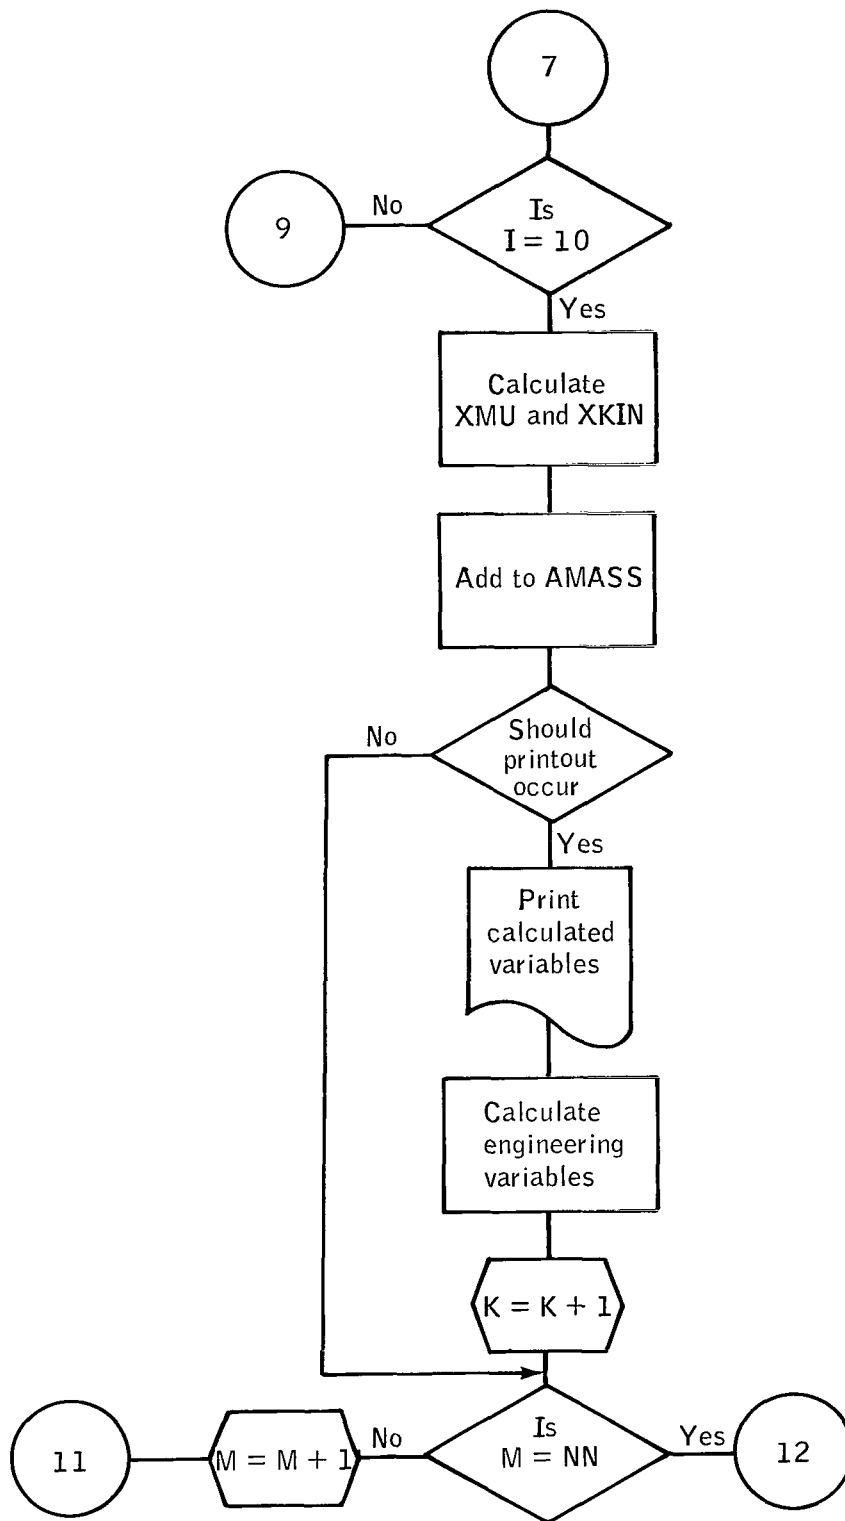 7
9
No
Is
I = 10
Yes
Calculate
XMU and XKIN
Add to AMASS
No
Should
printout
occur
Yes
Print
calculated
variables
Calculate
engineering
variables
K = K + 1
11
M = M + 1
No
Is
M = NN
Yes
12